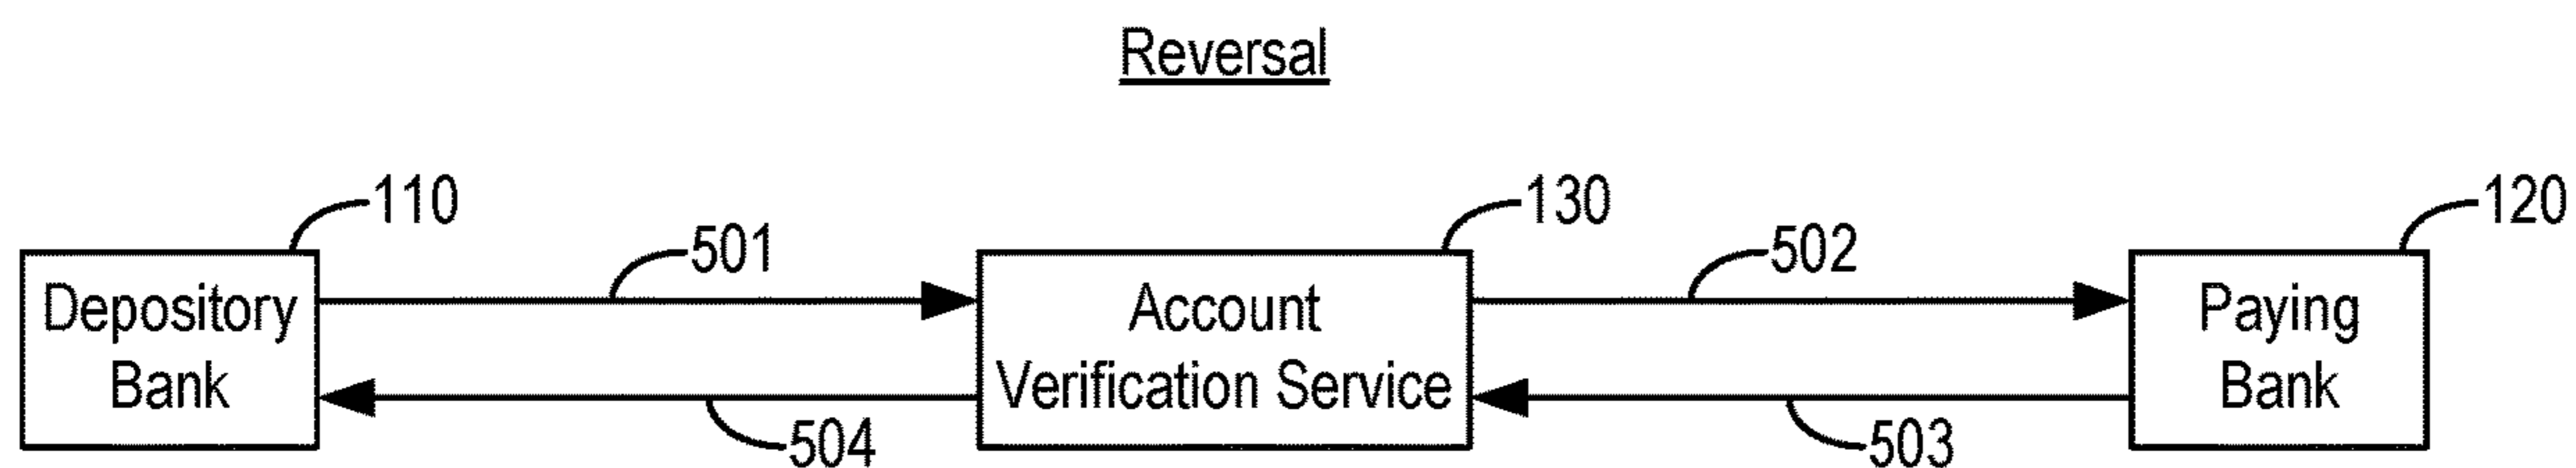 Reversal
110
501
130
502
120
Depository
Bank
Account
Verification Service
Paying
Bank
504
503